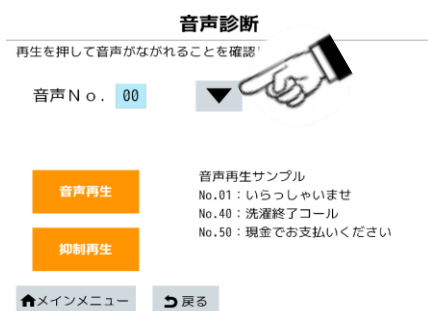 音声診断
再生を押して音声がながれることを確認
音声No. 00
音声再生
音声再生サンプル
No.01：いらっしゃいませ
No.40：洗濯終了コール
No.50：現金でお支払いください
抑制再生
メインメニュー 戻る